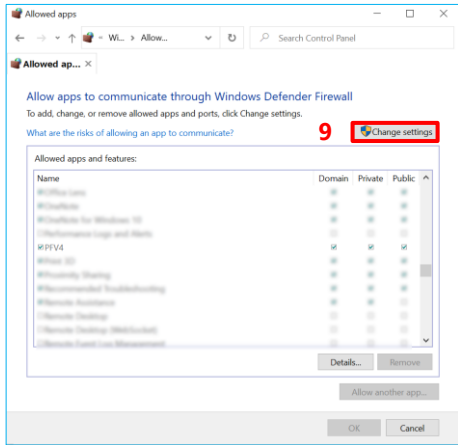 Allowed apps
Wi... > Allow...
Search Control Panel
Allowed ap...
Allow apps to communicate through Windows Defender Firewall
To add, change, or remove allowed apps and ports, click Change settings.
What are the risks of allowing an app to communicate?
9
Change settings
Allowed apps and features:
Name Domain Private Public
Office Lens
OneNote
OneNote for Windows 10
Performance Logs and Alerts
PFV4
Print 3D
Proximity Sharing
Recommended Troubleshooting
Remote Assistance
Remote Desktop
Remote Desktop (WebSocket)
Remote Event Log Management
Details...
Remove
Allow another app...
OK
Cancel